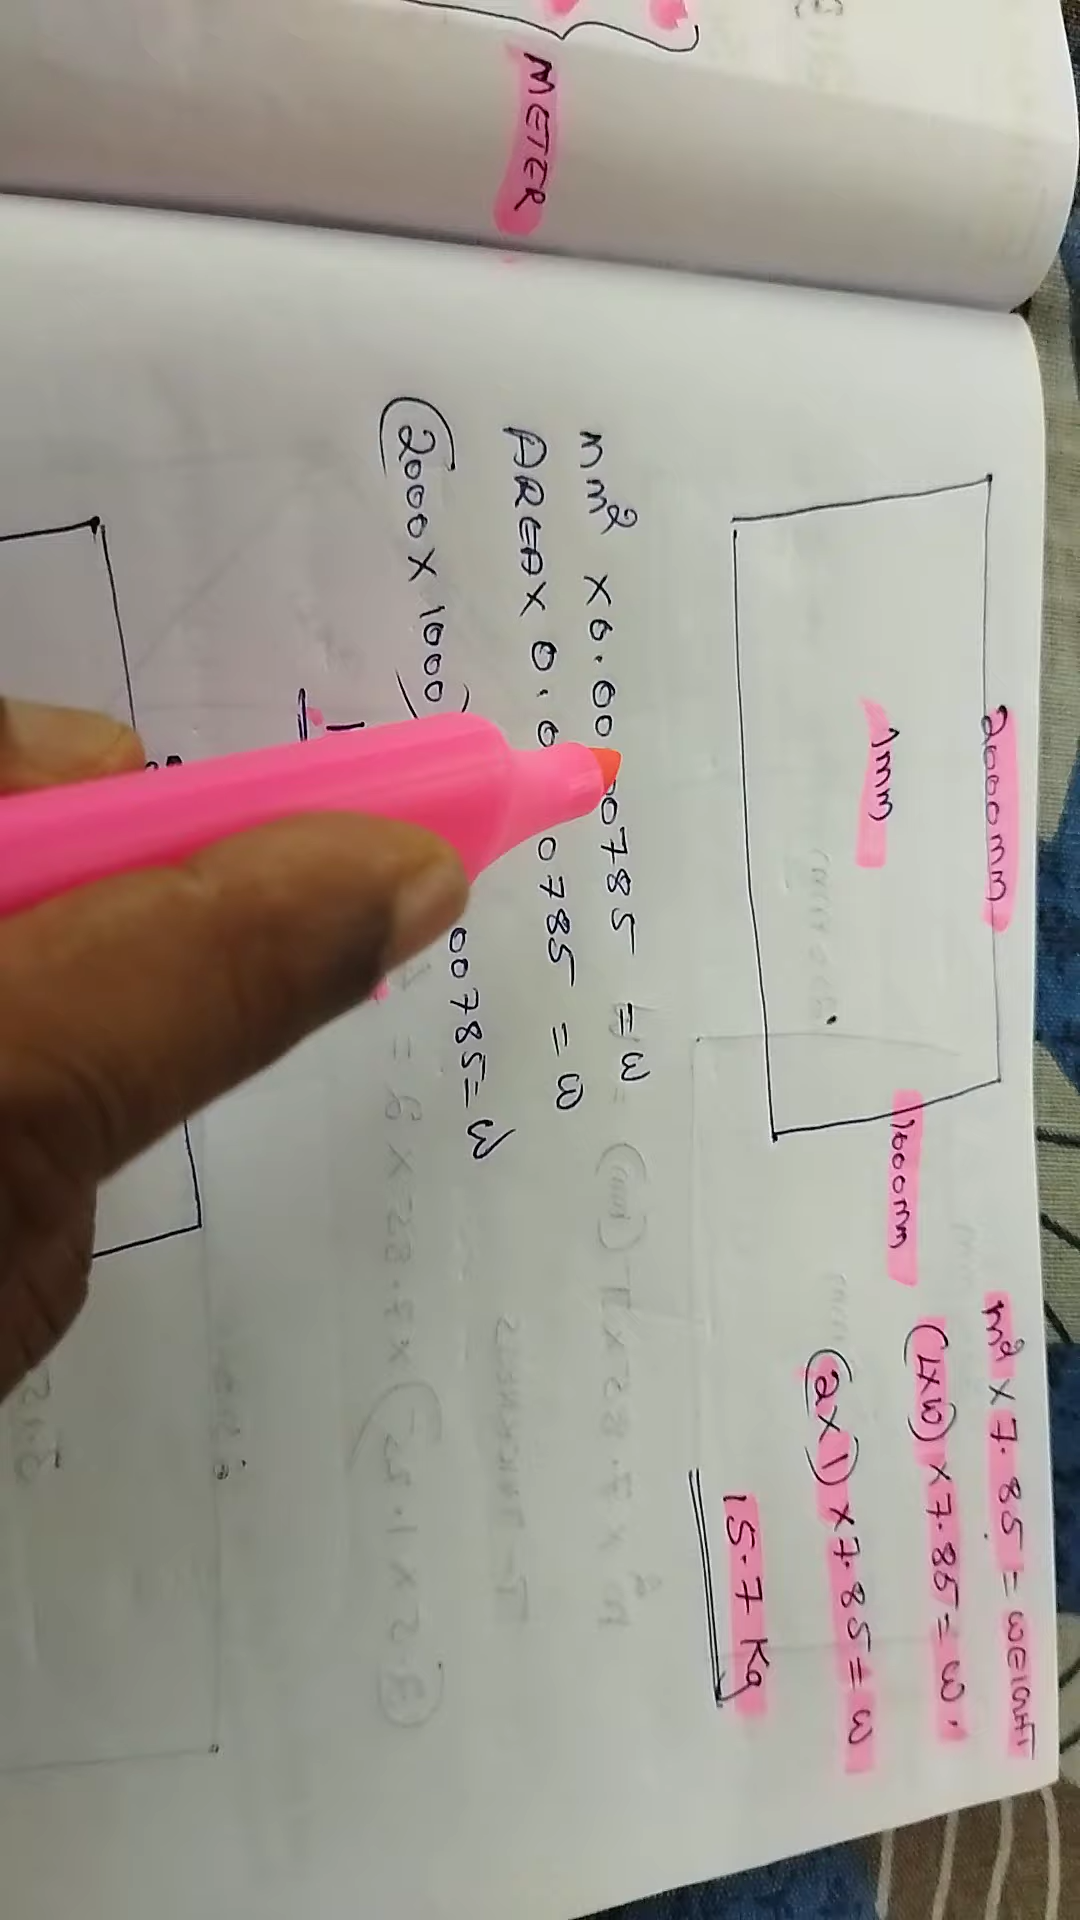 METER
2000mm
1mm
1000mm
m² x 7.85 = WEIGHT
(LXW) x 7.85 = W.
(2x1) x 7.85 = W
15.7 Kg
mm² x 0.00 00785 = W
AREA X 0.0 0785 = W
(2000 X 1000) 00785 = W